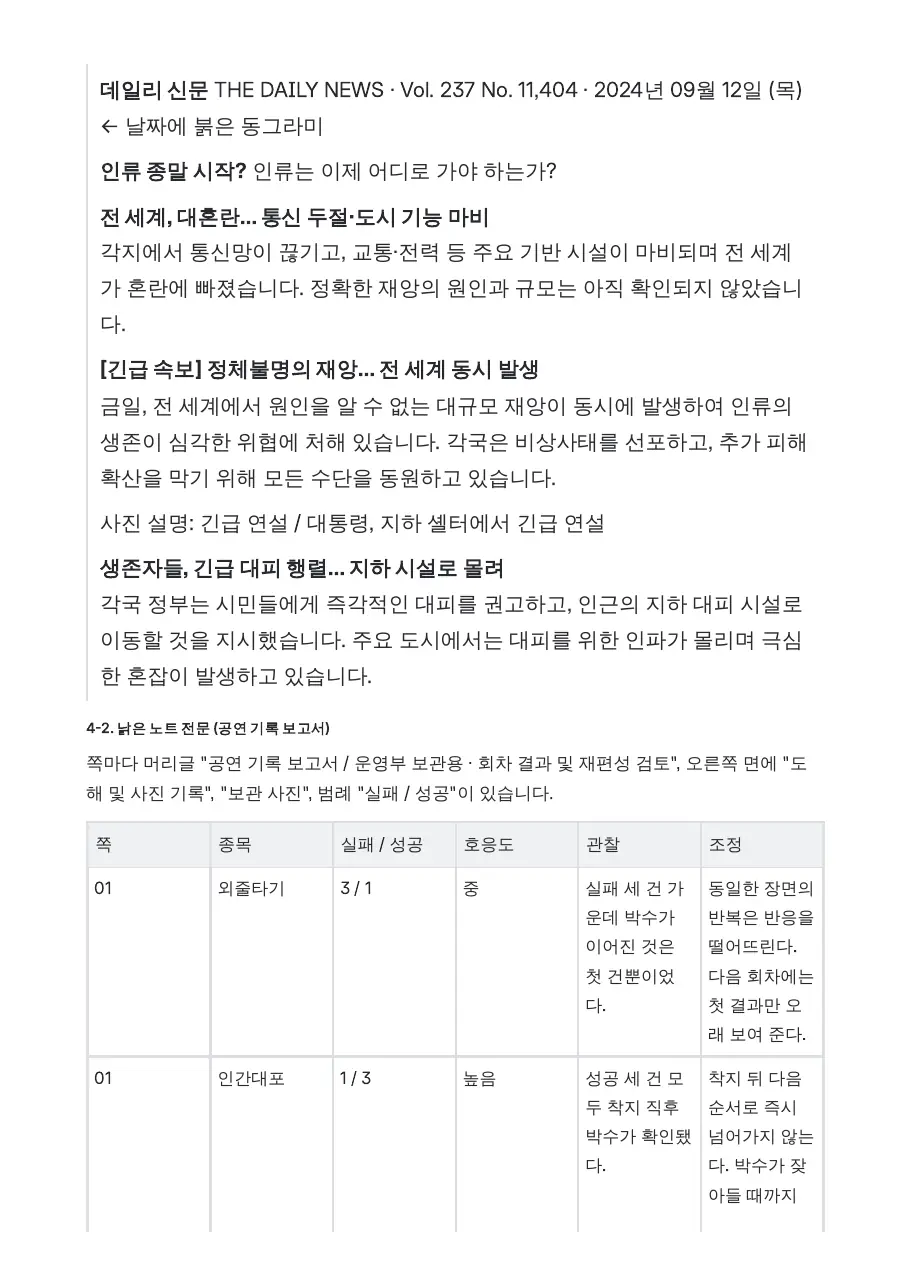 데일리 신문 THE DAILY NEWS · Vol. 237 No. 11,404 · 2024년 09월 12일 (목)
← 날짜에 붉은 동그라미
인류 종말 시작? 인류는 이제 어디로 가야 하는가?
전 세계, 대혼란… 통신 두절·도시 기능 마비
각지에서 통신망이 끊기고, 교통·전력 등 주요 기반 시설이 마비되며 전 세계
가 혼란에 빠졌습니다. 정확한 재앙의 원인과 규모는 아직 확인되지 않았습니
다.
[긴급 속보] 정체불명의 재앙… 전 세계 동시 발생
금일, 전 세계에서 원인을 알 수 없는 대규모 재앙이 동시에 발생하여 인류의
생존이 심각한 위협에 처해 있습니다. 각국은 비상사태를 선포하고, 추가 피해
확산을 막기 위해 모든 수단을 동원하고 있습니다.
사진 설명: 긴급 연설 / 대통령, 지하 셸터에서 긴급 연설
생존자들, 긴급 대피 행렬… 지하 시설로 몰려
각국 정부는 시민들에게 즉각적인 대피를 권고하고, 인근의 지하 대피 시설로
이동할 것을 지시했습니다. 주요 도시에서는 대피를 위한 인파가 몰리며 극심
한 혼잡이 발생하고 있습니다.
4-2. 낡은 노트 전문 (공연 기록 보고서)
쪽마다 머리글 "공연 기록 보고서 / 운영부 보관용 · 회차 결과 및 재편성 검토", 오른쪽 면에 "도
해 및 사진 기록", "보관 사진", 범례 "실패 / 성공"이 있습니다.
쪽 종목 실패 / 성공 호응도 관찰 조정
01 외줄타기 3 / 1 중
실패 세 건 가
운데 박수가
이어진 것은
첫 건뿐이었
다.
동일한 장면의
반복은 반응을
떨어뜨린다.
다음 회차에는
첫 결과만 오
래 보여 준다.
01 인간대포 1 / 3 높음
성공 세 건 모
두 착지 직후
박수가 확인됐
다.
착지 뒤 다음
순서로 즉시
넘어가지 않는
다. 박수가 잦
아들 때까지